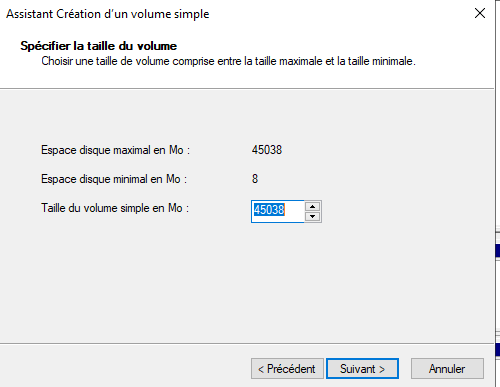 Assistant Création d'un volume simple
Spécifier la taille du volume
Choisir une taille de volume comprise entre la taille maximale et la taille minimale.
Espace disque maximal en Mo : 45038
Espace disque minimal en Mo : 8
Taille du volume simple en Mo : 45038
< Précédent Suivant > Annuler